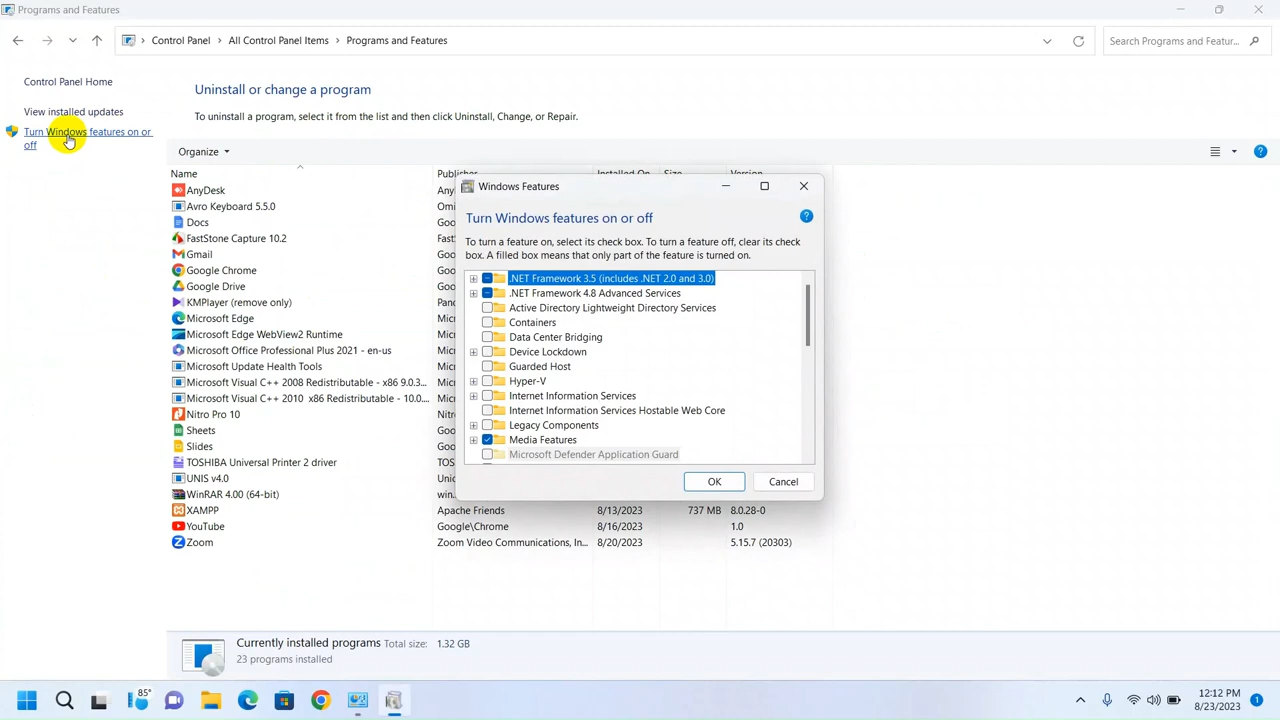 Programs and Features
Control Panel > All Control Panel Items > Programs and Features
Search Programs and Featur...
Control Panel Home
View installed updates
Turn Windows features on or
off
Uninstall or change a program
To uninstall a program, select it from the list and then click Uninstall, Change, or Repair.
Organize
Name
AnyDesk
Avro Keyboard 5.5.0
Docs
FastStone Capture 10.2
Gmail
Google Chrome
Google Drive
KMPlayer (remove only)
Microsoft Edge
Microsoft Edge WebView2 Runtime
Microsoft Office Professional Plus 2021 - en-us
Microsoft Update Health Tools
Microsoft Visual C++ 2008 Redistributable - x86 9.0.3...
Microsoft Visual C++ 2010  x86 Redistributable - 10.0....
Nitro Pro 10
Sheets
Slides
TOSHIBA Universal Printer 2 driver
UNIS v4.0
WinRAR 4.00 (64-bit)
XAMPP Apache Friends 8/13/2023 737 MB 8.0.28-0
YouTube Google\Chrome 8/16/2023 1.0
Zoom Zoom Video Communications, In... 8/20/2023 5.15.7 (20303)
Windows Features
Turn Windows features on or off
To turn a feature on, select its check box. To turn a feature off, clear its check
box. A filled box means that only part of the feature is turned on.
.NET Framework 3.5 (includes .NET 2.0 and 3.0)
.NET Framework 4.8 Advanced Services
Active Directory Lightweight Directory Services
Containers
Data Center Bridging
Device Lockdown
Guarded Host
Hyper-V
Internet Information Services
Internet Information Services Hostable Web Core
Legacy Components
Media Features
Microsoft Defender Application Guard
OK Cancel
Currently installed programs Total size: 1.32 GB
23 programs installed
85°
12:12 PM
8/23/2023
1